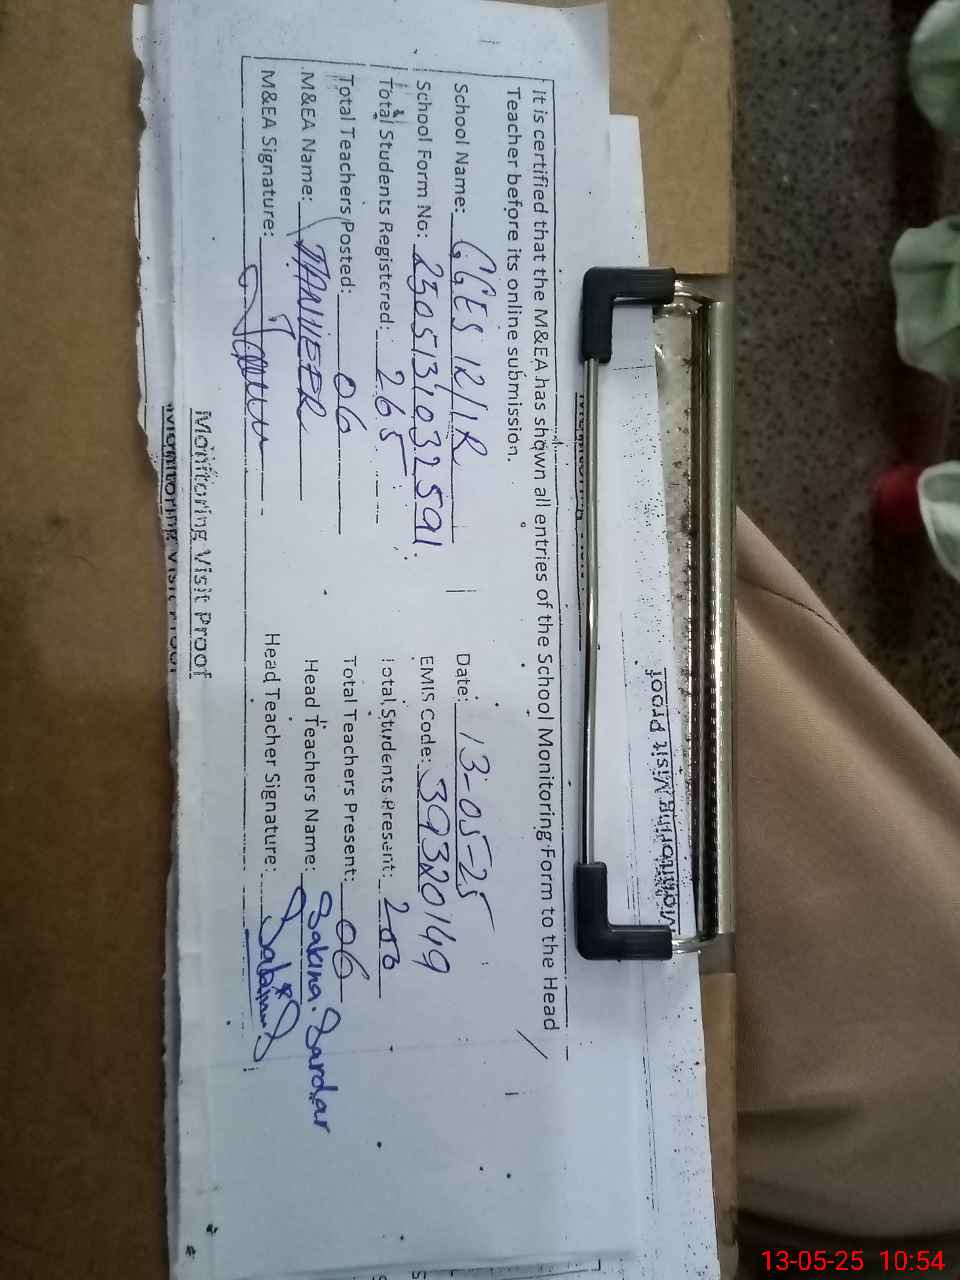 Monitoring Visit Proof
It is certified that the M&EA has shown all entries of the School Monitoring Form to the Head
Teacher before its online submission.
School Name: GGES 12/1R Date: 13-05-25
School Form No: 2305131032591 EMIS Code: 39320149
Total Students Registered: 265 Total Students Present: 200
Total Teachers Posted: 06 Total Teachers Present: 06
M&EA Name: TANVEER Head Teachers Name: Sakina Sardar
M&EA Signature: Head Teacher Signature:
Monitoring Visit Proof
Monitoring Visit Proof
13-05-25 10:54